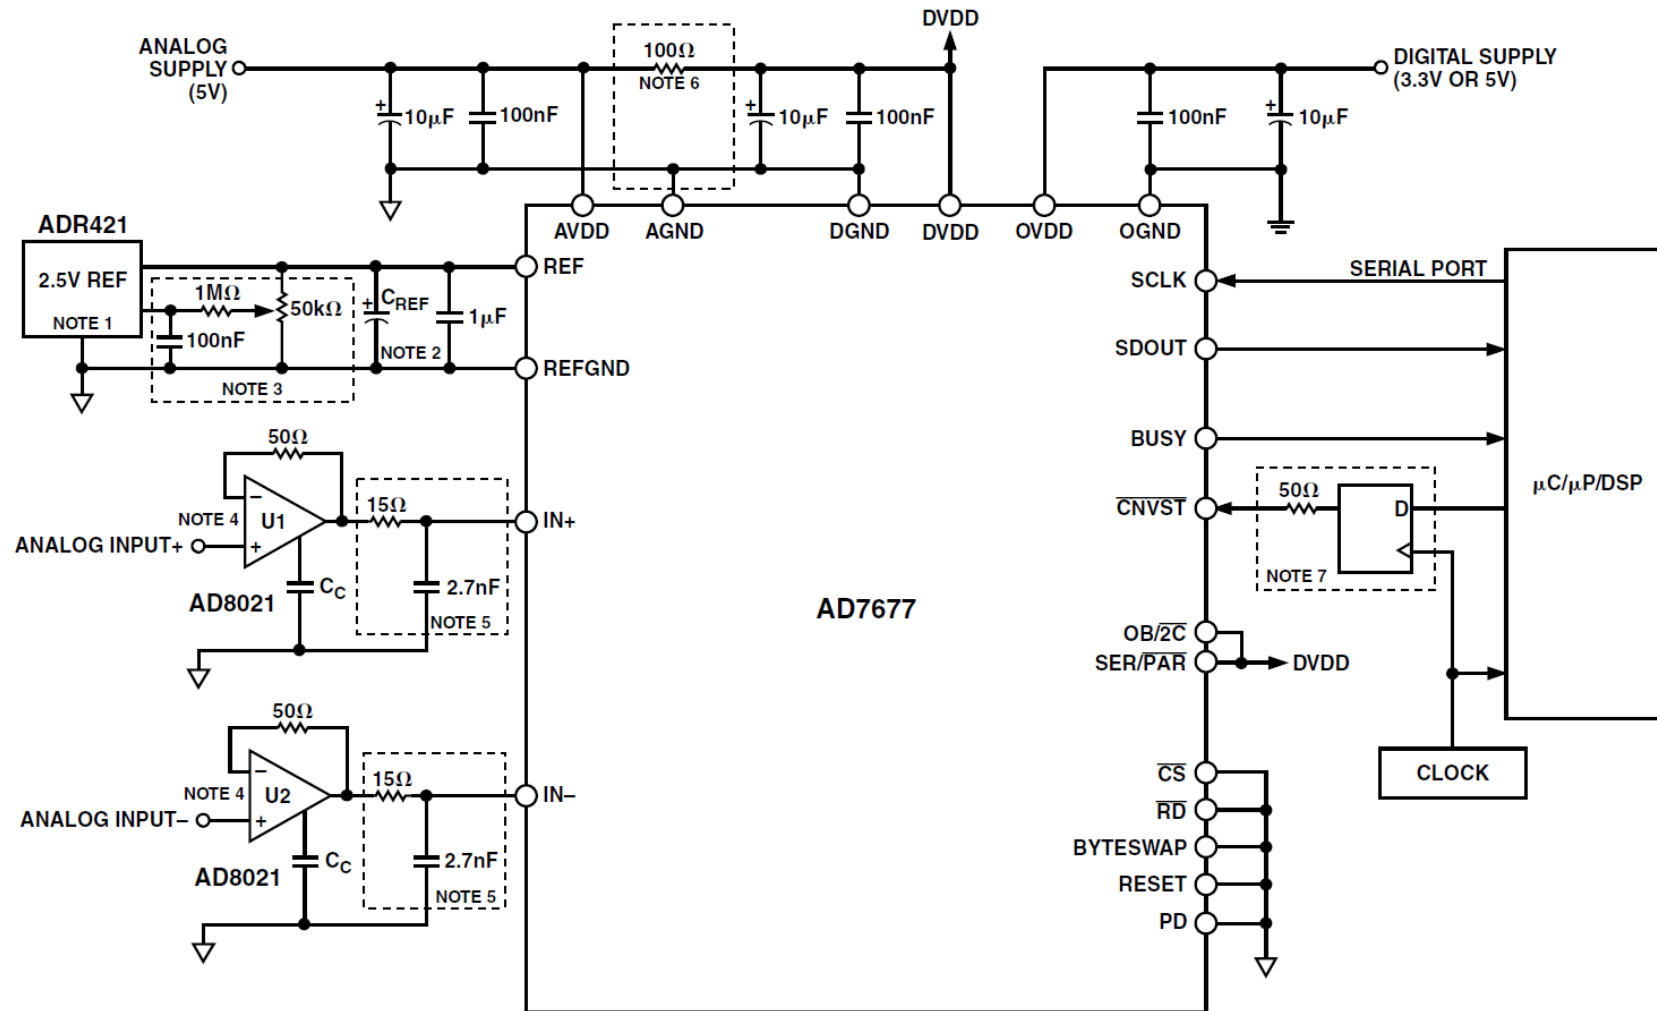 DVDD
ANALOG
SUPPLY
(5V)
100Ω
NOTE 6
DIGITAL SUPPLY
(3.3V OR 5V)
+
10μF
100nF
+
10μF
100nF
100nF
+
10μF
ADR421
2.5V REF
NOTE 1
AVDD
AGND
DGND
DVDD
OVDD
OGND
REF
1MΩ
50kΩ
100nF
NOTE 3
+
CREF
NOTE 2
1μF
REFGND
SCLK
SERIAL PORT
SDOUT
BUSY
CNVST
50Ω
D
NOTE 7
μC/μP/DSP
50Ω
–
NOTE 4
U1
ANALOG INPUT+
+
15Ω
IN+
CC
2.7nF
AD8021
NOTE 5
AD7677
OB/2C
SER/PAR
DVDD
50Ω
–
NOTE 4
U2
ANALOG INPUT–
+
15Ω
IN–
CC
2.7nF
AD8021
NOTE 5
CLOCK
CS
RD
BYTESWAP
RESET
PD